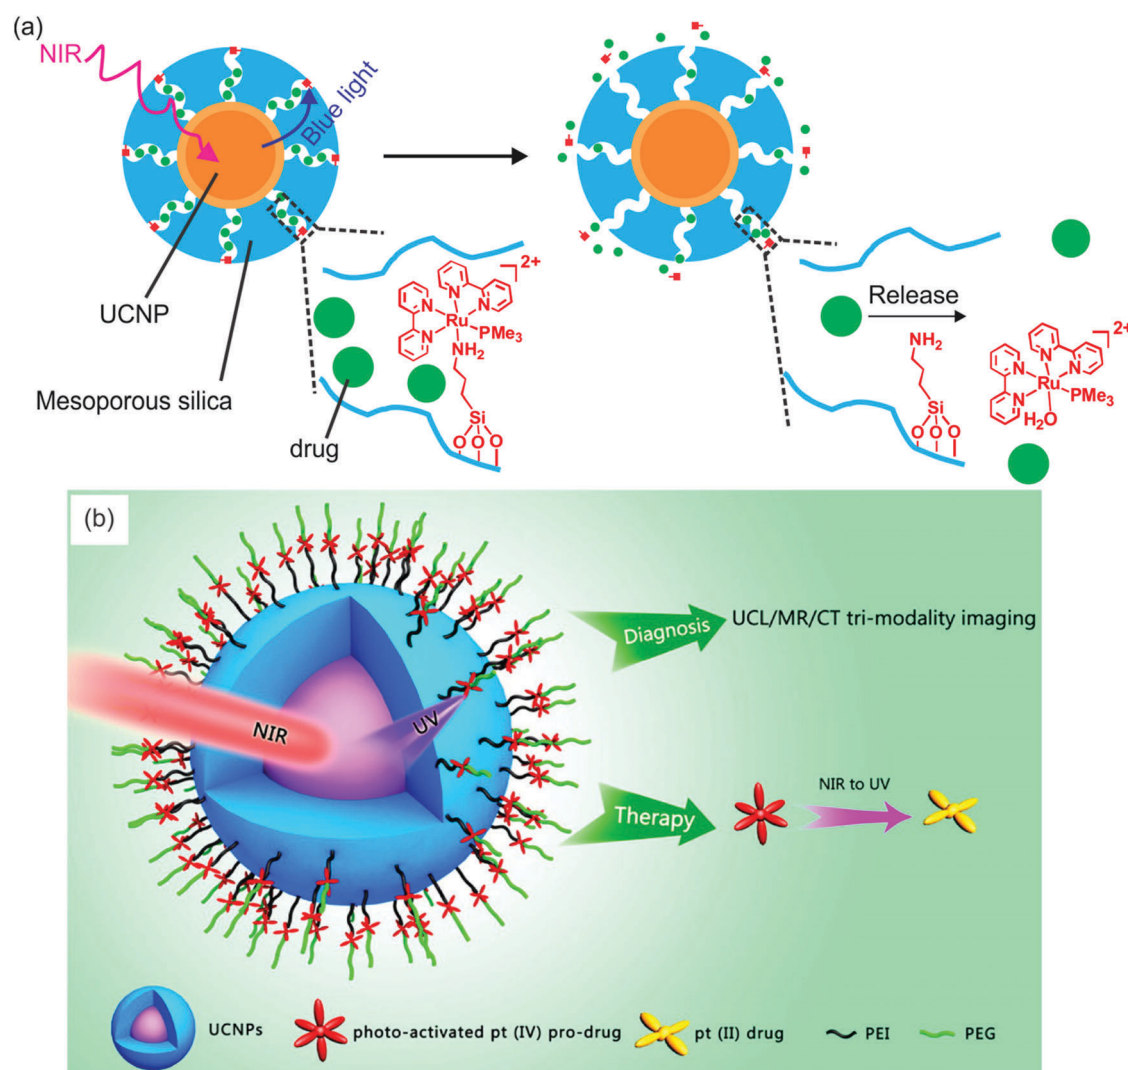 (a)
NIR
Blue light
UCNP
Mesoporous silica
drug
2+
Ru
N
N
N
N
PMe3
NH2
Si
O O O
Release
NH2
Si
O O O
2+
Ru
N
N
N
N
PMe3
H2O
(b)
NIR
UV
Diagnosis
UCL/MR/CT tri-modality imaging
Therapy
NIR to UV
UCNPs
photo-activated pt (IV) pro-drug
pt (II) drug
PEI
PEG